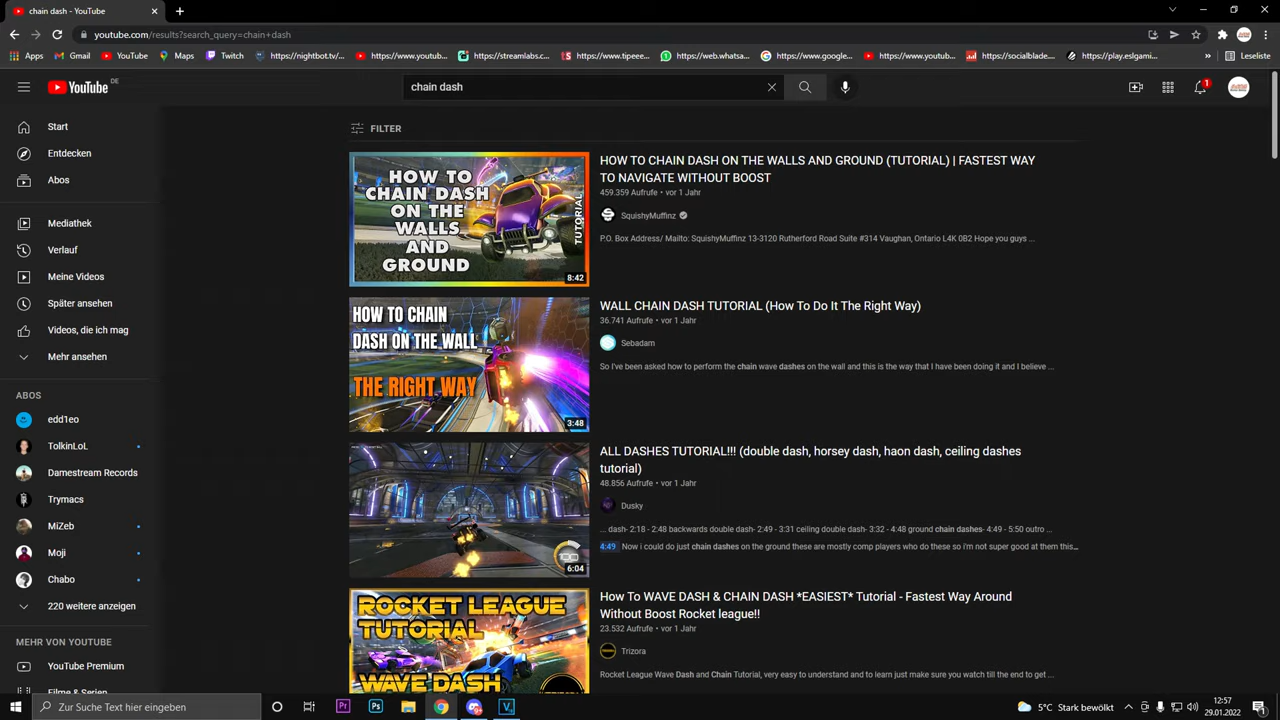 chain dash - YouTube
youtube.com/results?search_query=chain+dash
Apps
Gmail
YouTube
Maps
Twitch
https://nightbot.tv/...
https://www.youtub...
https://streamlabs.c...
https://www.tipeee...
https://web.whatsa...
https://www.google...
https://www.youtub...
https://socialblade...
https://play.eslgami...
»
Leseliste
YouTube DE
chain dash
1
Start
Entdecken
Abos
Mediathek
Verlauf
Meine Videos
Später ansehen
Videos, die ich mag
Mehr ansehen
ABOS
edd1eo
TolkinLoL
Damestream Records
Trymacs
MiZeb
Moji
Chabo
220 weitere anzeigen
MEHR VON YOUTUBE
YouTube Premium
Filme & Serien
FILTER
HOW TO
CHAIN DASH
ON THE
WALLS
AND
GROUND
TUTORIAL
8:42
HOW TO CHAIN DASH ON THE WALLS AND GROUND (TUTORIAL) | FASTEST WAY
TO NAVIGATE WITHOUT BOOST
459.359 Aufrufe • vor 1 Jahr
SquishyMuffinz
P.O. Box Address/ Mailto: SquishyMuffinz 13-3120 Rutherford Road Suite #314 Vaughan, Ontario L4K 0B2 Hope you guys ...
HOW TO CHAIN
DASH ON THE WALL
THE RIGHT WAY
3:48
WALL CHAIN DASH TUTORIAL (How To Do It The Right Way)
36.741 Aufrufe • vor 1 Jahr
Sebadam
So I've been asked how to perform the chain wave dashes on the wall and this is the way that I have been doing it and I believe ...
100
6:04
ALL DASHES TUTORIAL!!! (double dash, horsey dash, haon dash, ceiling dashes
tutorial)
48.856 Aufrufe • vor 1 Jahr
Dusky
... dash- 2:18 - 2:48 backwards double dash- 2:49 - 3:31 ceiling double dash- 3:32 - 4:48 ground chain dashes- 4:49 - 5:50 outro ...
4:49 Now i could do just chain dashes on the ground these are mostly comp players who do these so i'm not super good at them this...
ROCKET LEAGUE
TUTORIAL
WAVE DASH
How To WAVE DASH & CHAIN DASH *EASIEST* Tutorial - Fastest Way Around
Without Boost Rocket league!!
23.532 Aufrufe • vor 1 Jahr
Trizora
Rocket League Wave Dash and Chain Tutorial, very easy to understand and to learn just make sure you watch till the end to get ...
Zur Suche Text hier eingeben
Pr
Ps
V
5°C Stark bewölkt
12:57
29.01.2022
1